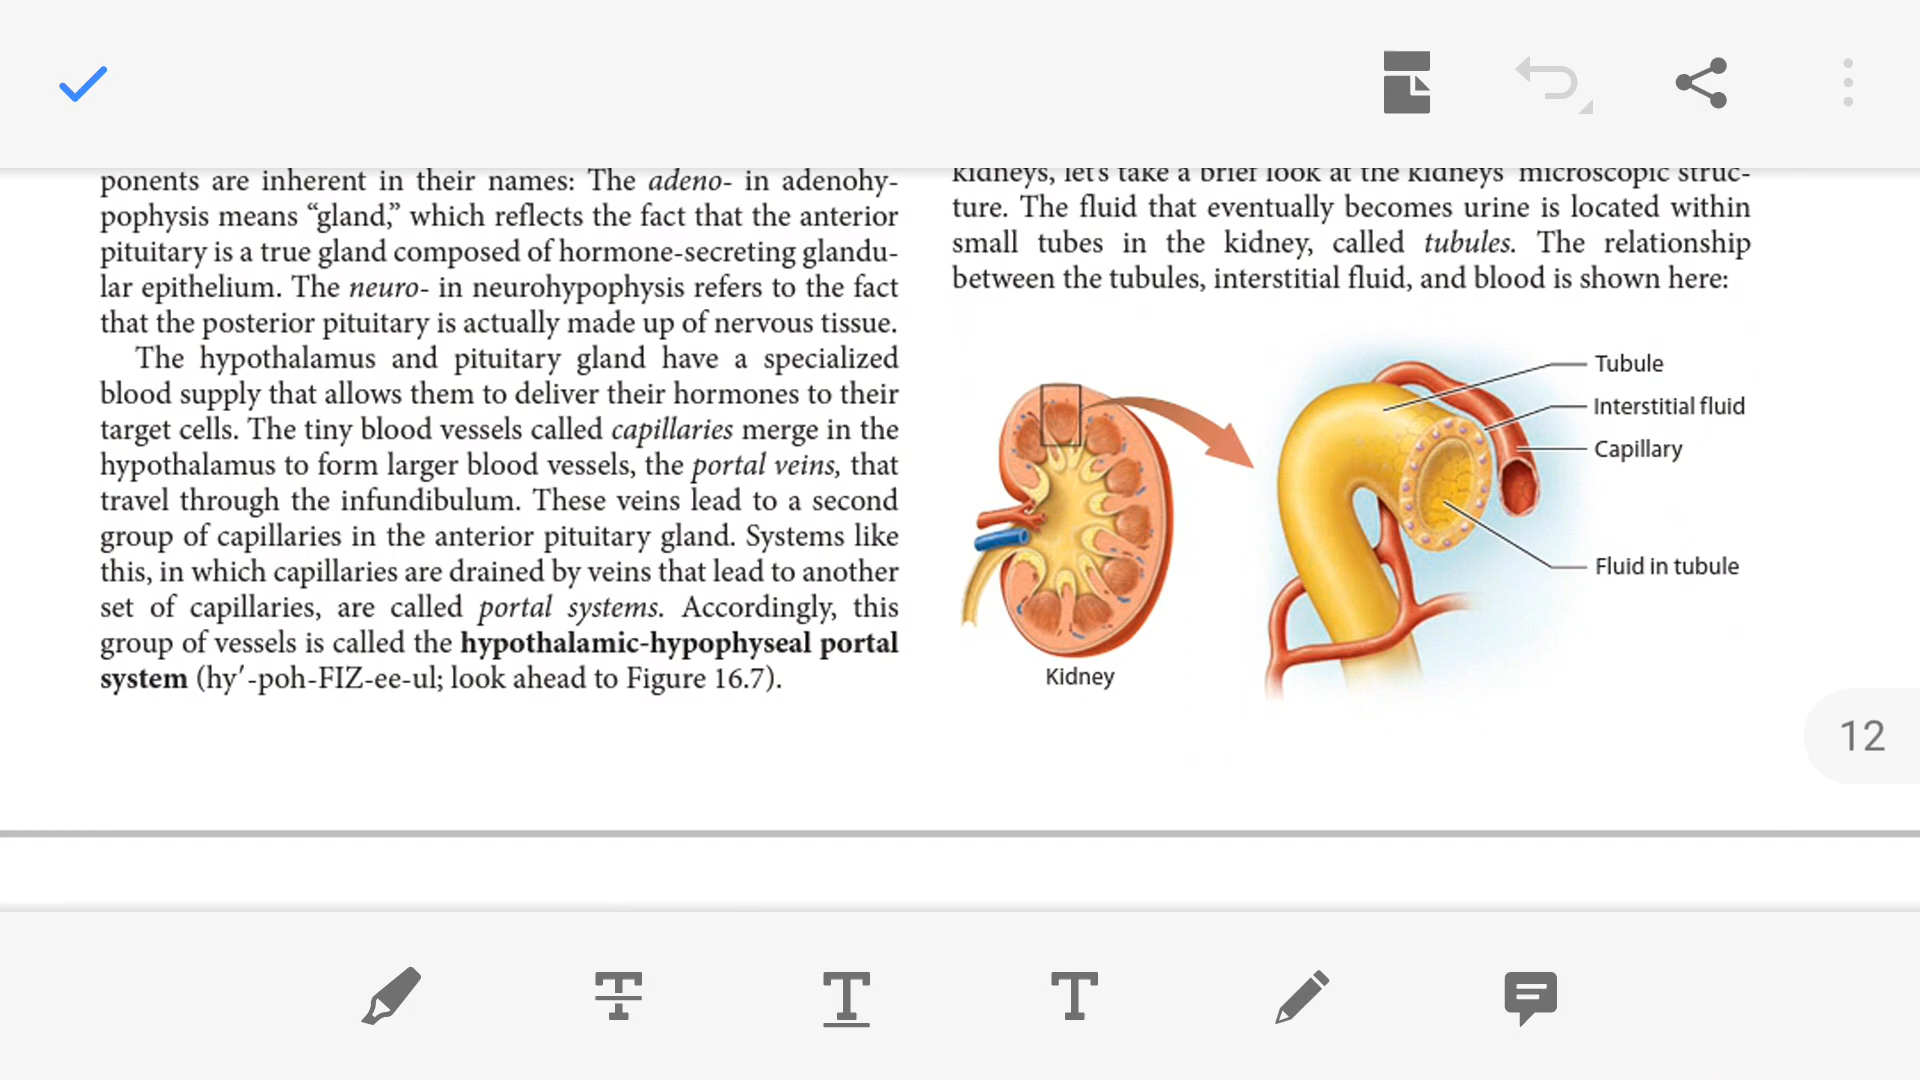 ponents are inherent in their names: The adeno- in adenohy-
pophysis means “gland,” which reflects the fact that the anterior
pituitary is a true gland composed of hormone-secreting glandu-
lar epithelium. The neuro- in neurohypophysis refers to the fact
that the posterior pituitary is actually made up of nervous tissue.
The hypothalamus and pituitary gland have a specialized
blood supply that allows them to deliver their hormones to their
target cells. The tiny blood vessels called capillaries merge in the
hypothalamus to form larger blood vessels, the portal veins, that
travel through the infundibulum. These veins lead to a second
group of capillaries in the anterior pituitary gland. Systems like
this, in which capillaries are drained by veins that lead to another
set of capillaries, are called portal systems. Accordingly, this
group of vessels is called the hypothalamic-hypophyseal portal
system (hy′-poh-FIZ-ee-ul; look ahead to Figure 16.7).
kidneys, let's take a brief look at the kidneys' microscopic struc-
ture. The fluid that eventually becomes urine is located within
small tubes in the kidney, called tubules. The relationship
between the tubules, interstitial fluid, and blood is shown here:
Tubule
Interstitial fluid
Capillary
Fluid in tubule
Kidney
12